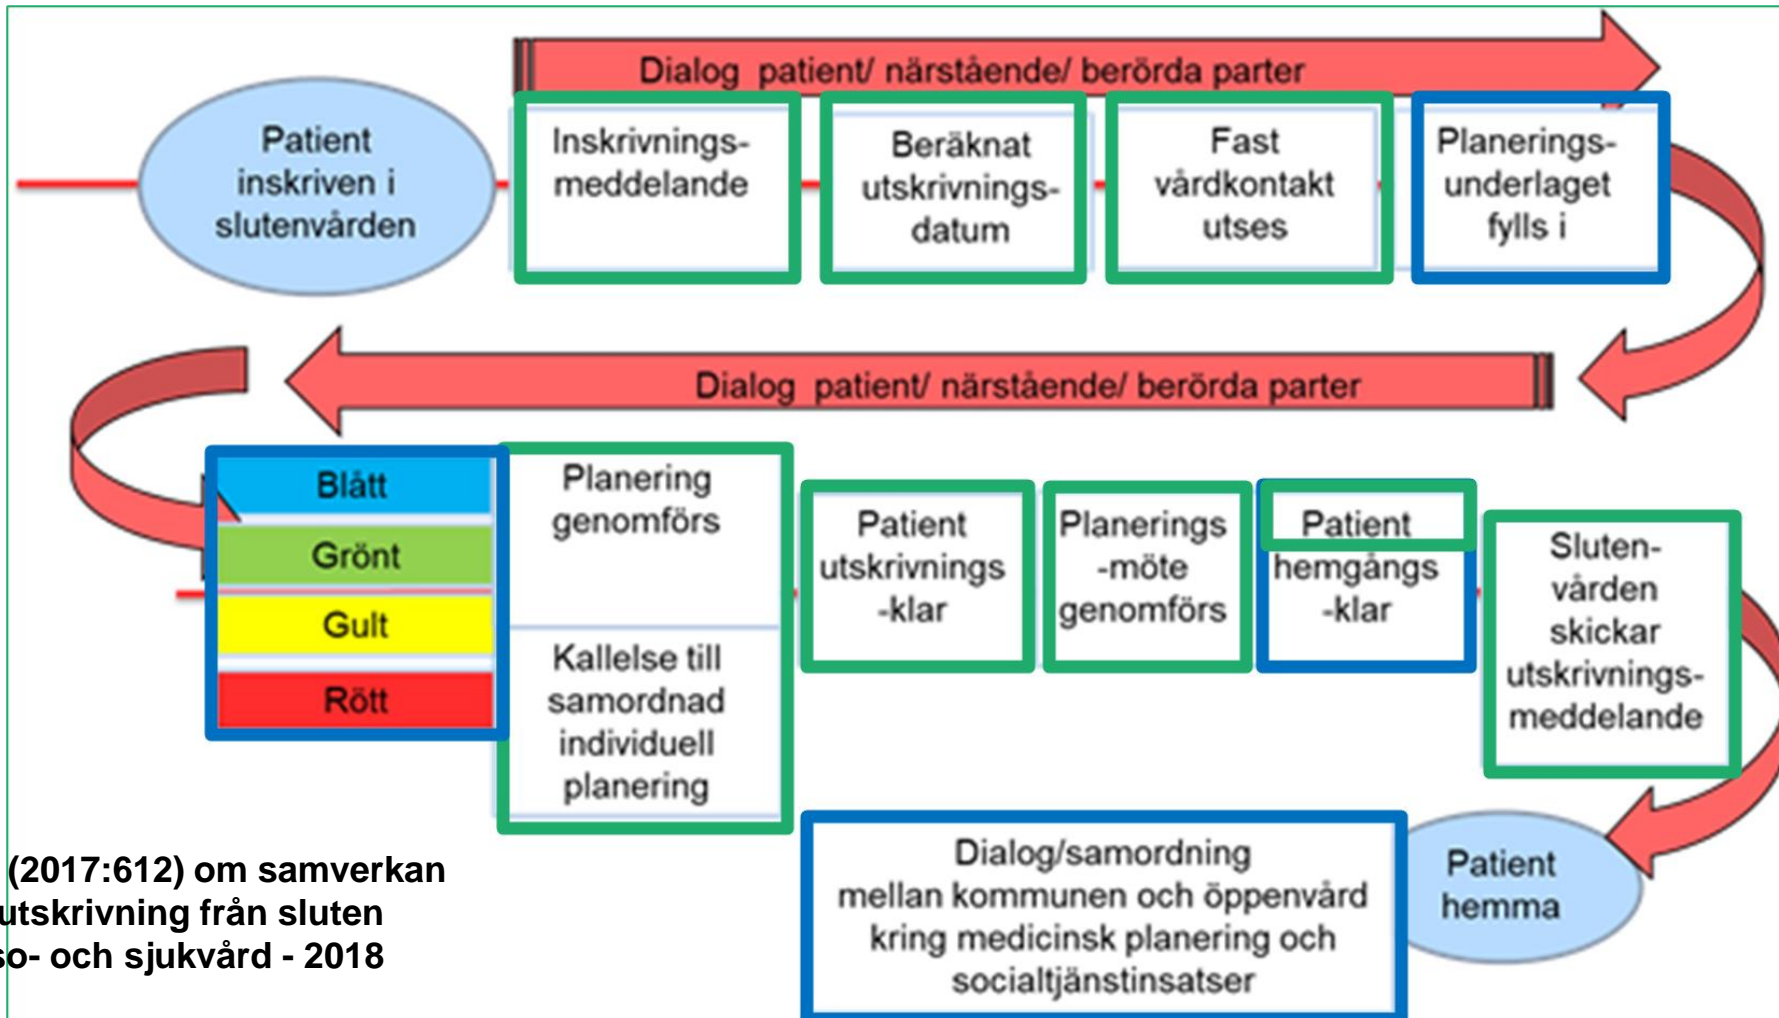 Dialog patient/ närstående/ berörda parter
Patient
inskriven i
slutenvården
Inskrivnings-
meddelande
Beräknat
utskrivnings-
datum
Fast
vårdkontakt
utses
Planerings-
underlaget
fylls i
Dialog patient/ närstående/ berörda parter
Blått
Grönt
Gult
Rött
Planering
genomförs
Kallelse till
samordnad
individuell
planering
Patient
utskrivnings
-klar
Planerings
-möte
genomförs
Patient
hemgångs
-klar
Sluten-
vården
skickar
utskrivnings-
meddelande
Dialog/samordning
mellan kommunen och öppenvård
kring medicinsk planering och
socialtjänstinsatser
Patient
hemma
(2017:612) om samverkan
utskrivning från sluten
so- och sjukvård - 2018